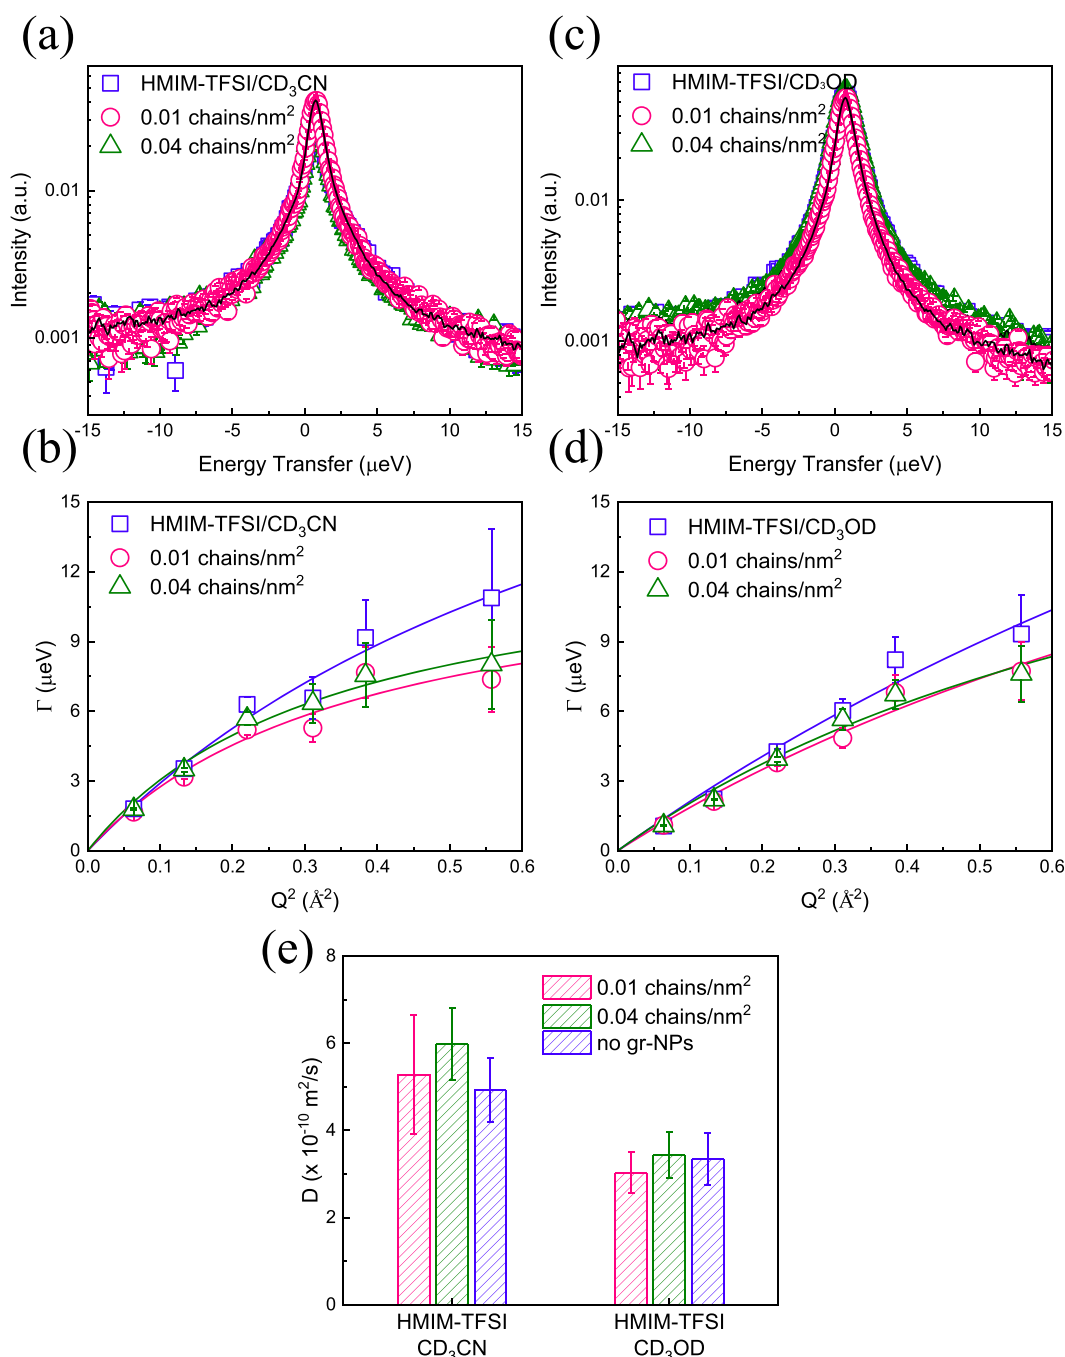 (a)
HMIM-TFSI/CD₃CN
0.01 chains/nm²
0.04 chains/nm²
Intensity (a.u.)
0.01
0.001
-15 -10 -5 0 5 10 15
Energy Transfer (μeV)
(c)
HMIM-TFSI/CD₃OD
0.01 chains/nm²
0.04 chains/nm²
Intensity (a.u.)
0.01
0.001
-15 -10 -5 0 5 10 15
Energy Transfer (μeV)
(b)
HMIM-TFSI/CD₃CN
0.01 chains/nm²
0.04 chains/nm²
Γ (μeV)
15
12
9
6
3
0
0.0 0.1 0.2 0.3 0.4 0.5 0.6
Q² (Å⁻²)
(d)
HMIM-TFSI/CD₃OD
0.01 chains/nm²
0.04 chains/nm²
Γ (μeV)
15
12
9
6
3
0
0.0 0.1 0.2 0.3 0.4 0.5 0.6
Q² (Å⁻²)
(e)
0.01 chains/nm²
0.04 chains/nm²
no gr-NPs
D (x 10⁻¹⁰ m²/s)
8
6
4
2
0
HMIM-TFSI
CD₃CN
HMIM-TFSI
CD₃OD